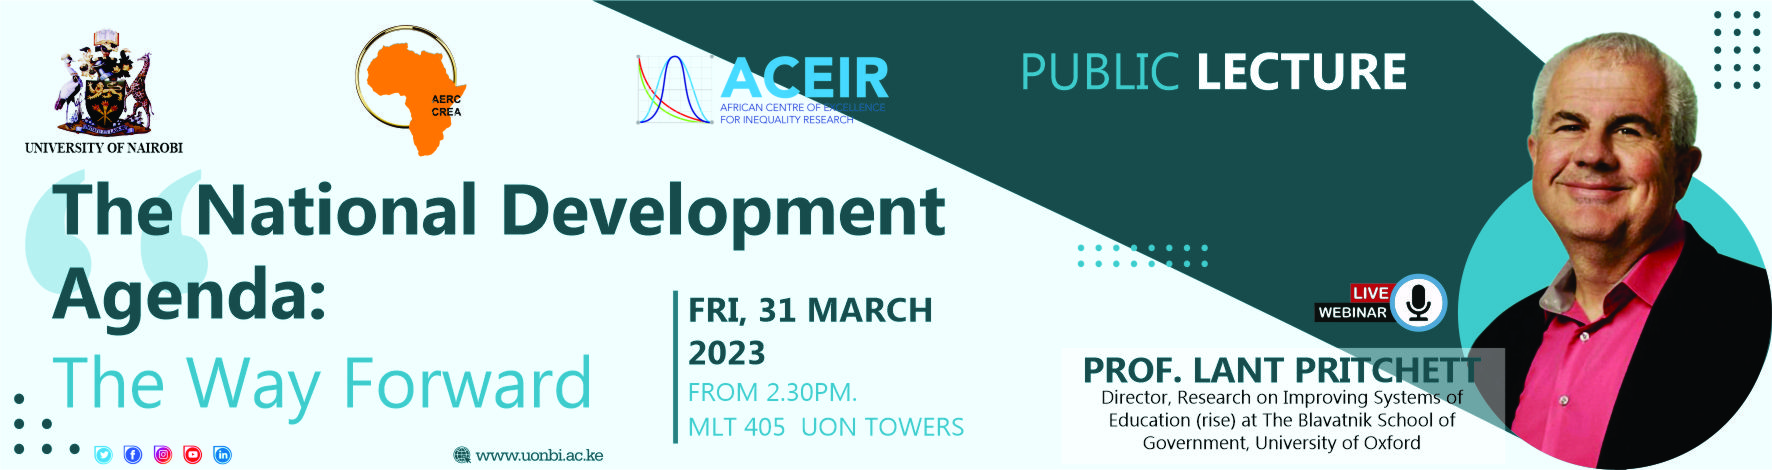 UNIVERSITY OF NAIROBI
AERC
CREA
ACEIR
AFRICAN CENTRE OF EXCELLENCE
FOR INEQUALITY RESEARCH
PUBLIC LECTURE
The National Development
Agenda:
The Way Forward
FRI, 31 MARCH
2023
FROM 2.30PM.
MLT 405 UON TOWERS
LIVE
WEBINAR
PROF. LANT PRITCHETT
Director, Research on Improving Systems of
Education (rise) at The Blavatnik School of
Government, University of Oxford
www.uonbi.ac.ke